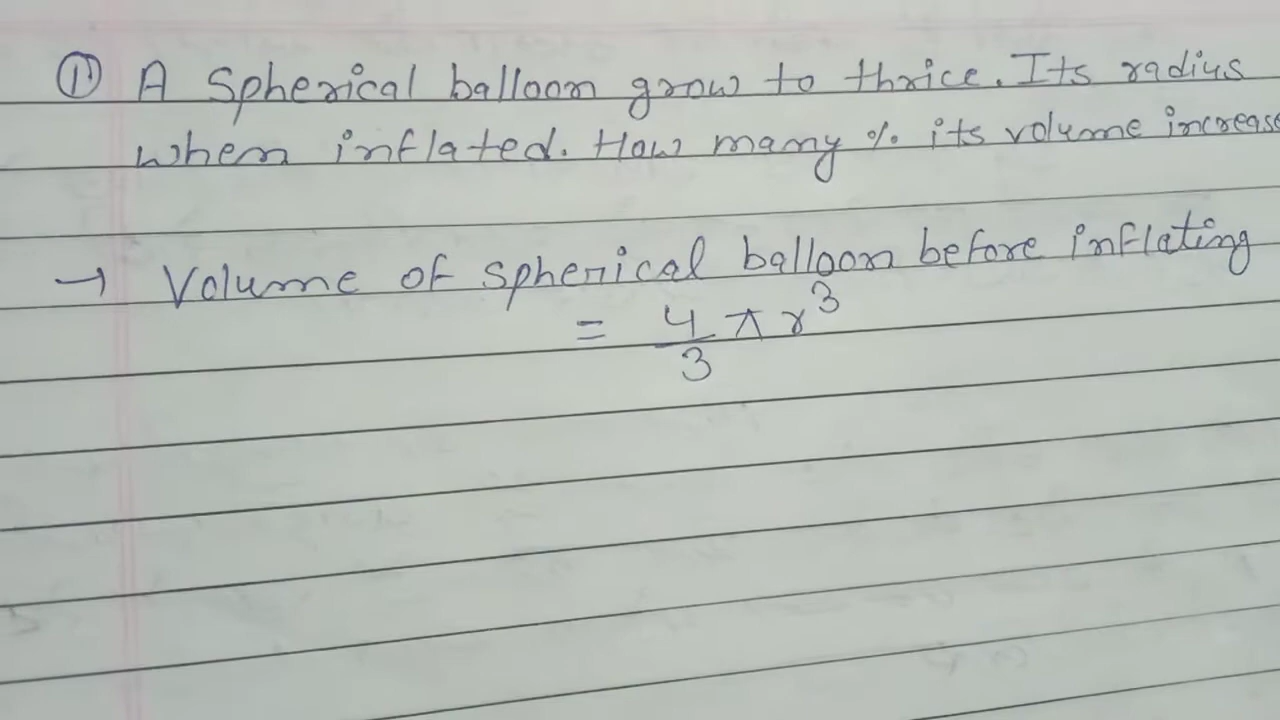 ① A Spherical balloon grow to thrice. Its radius
when inflated. How many % its volume increase
→ Volume of spherical balloon before inflating
= 4/3 π r³